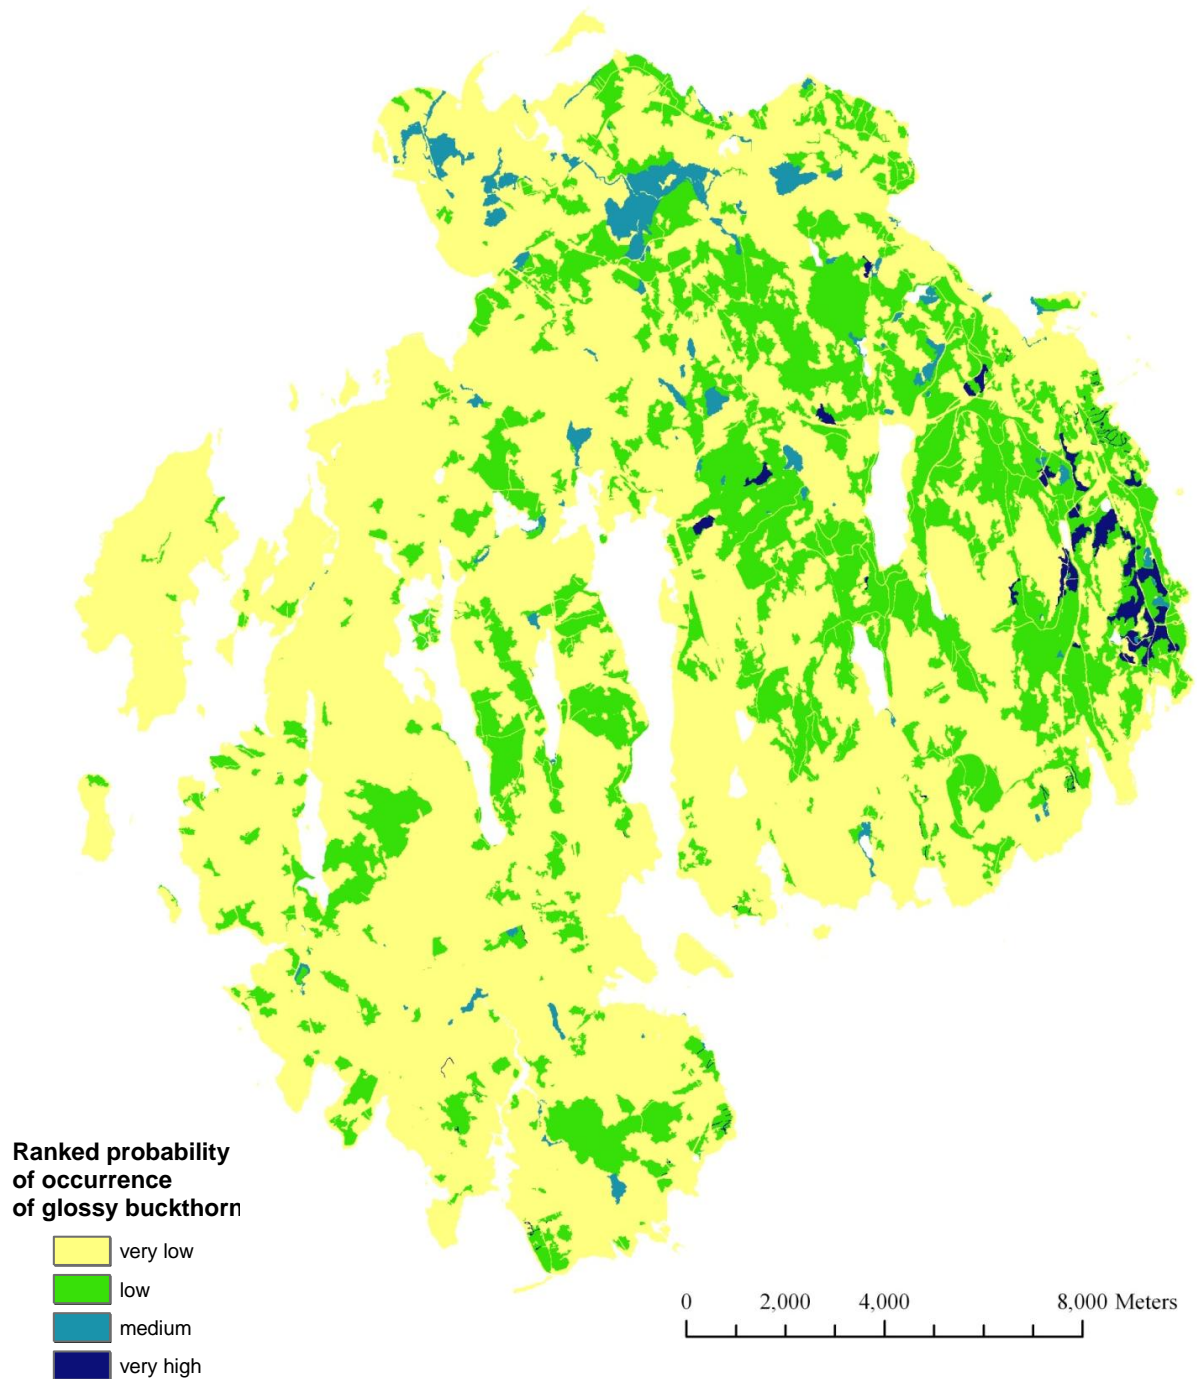 Ranked probability
of occurrence
of glossy buckthorn
very low
low
medium
very high
0 2,000 4,000 8,000 Meters